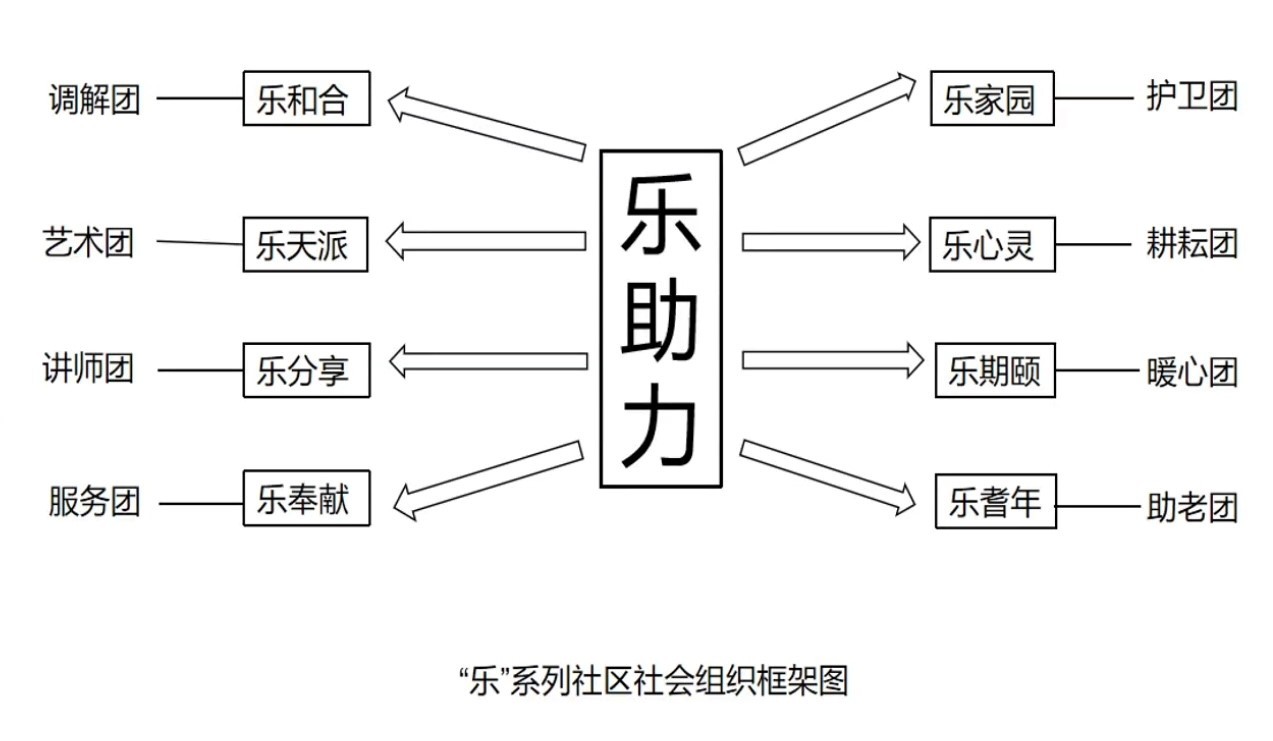 调解团 乐和合 乐家园 护卫团
艺术团 乐天派 乐心灵 耕耘团
讲师团 乐分享 乐期颐 暖心团
服务团 乐奉献 乐耆年 助老团
乐
助
力
“乐”系列社区社会组织框架图